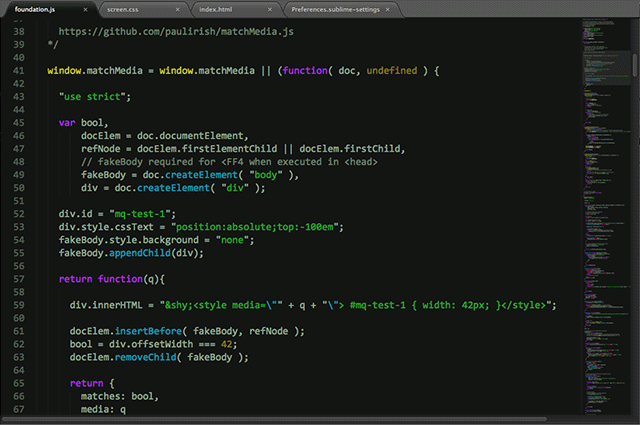 foundation.js × screen.css × index.html × Preferences.sublime-settings ×
38 https://github.com/paulirish/matchMedia.js
39 */
40
41 window.matchMedia = window.matchMedia || (function( doc, undefined ) {
42
43 "use strict";
44
45 var bool,
46 docElem = doc.documentElement,
47 refNode = docElem.firstElementChild || docElem.firstChild,
48 // fakeBody required for <FF4 when executed in <head>
49 fakeBody = doc.createElement( "body" ),
50 div = doc.createElement( "div" );
51
52 div.id = "mq-test-1";
53 div.style.cssText = "position:absolute;top:-100em";
54 fakeBody.style.background = "none";
55 fakeBody.appendChild(div);
56
57 return function(q){
58
59 div.innerHTML = "&shy;<style media=\"" + q + "\"> #mq-test-1 { width: 42px; }</style>";
60
61 docElem.insertBefore( fakeBody, refNode );
62 bool = div.offsetWidth === 42;
63 docElem.removeChild( fakeBody );
64
65 return {
66 matches: bool,
67 media: q